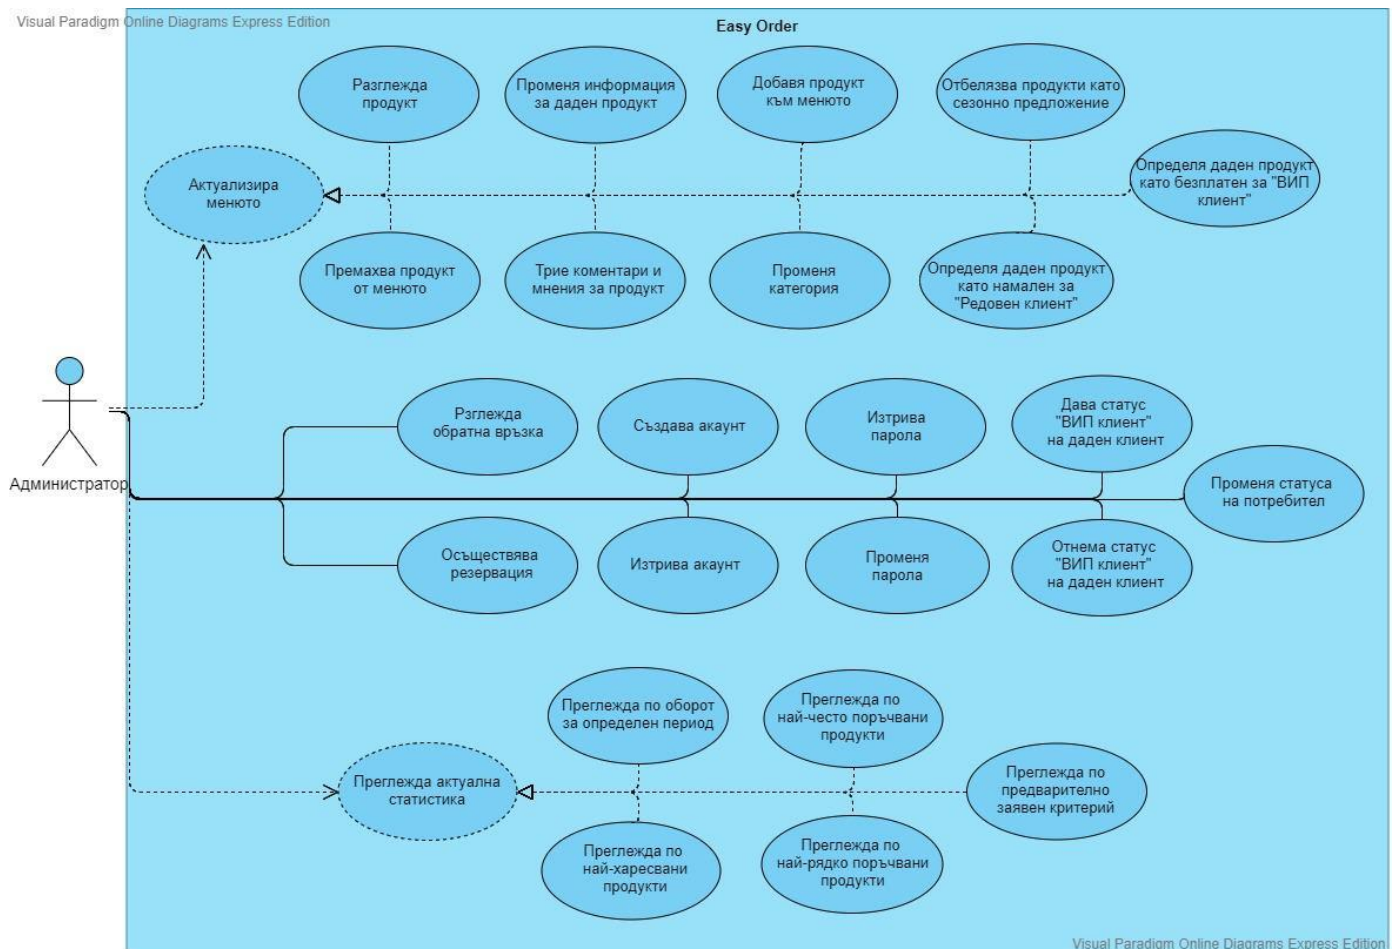 Visual Paradigm Online Diagrams Express Edition
Easy Order
Разглежда
продукт
Променя информация
за даден продукт
Добавя продукт
към менюто
Отбелязва продукти като
сезонно предложение
Актуализира
менюто
Определя даден продукт
като безплатен за "ВИП
клиент"
Премахва продукт
от менюто
Трие коментари и
мнения за продукт
Променя
категория
Определя даден продукт
като намален за
"Редовен клиент"
Администратор
Рзглежда
обратна връзка
Създава акаунт
Изтрива
парола
Дава статус
"ВИП клиент"
на даден клиент
Променя статуса
на потребител
Осъществява
резервация
Изтрива акаунт
Променя
парола
Отнема статус
"ВИП клиент"
на даден клиент
Преглежда по оборот
за определен период
Преглежда по
най-често поръчвани
продукти
Преглежда актуална
статистика
Преглежда по
предварително
заявен критерий
Преглежда по
най-харесвани
продукти
Преглежда по
най-рядко поръчвани
продукти
Visual Paradigm Online Diagrams Express Edition